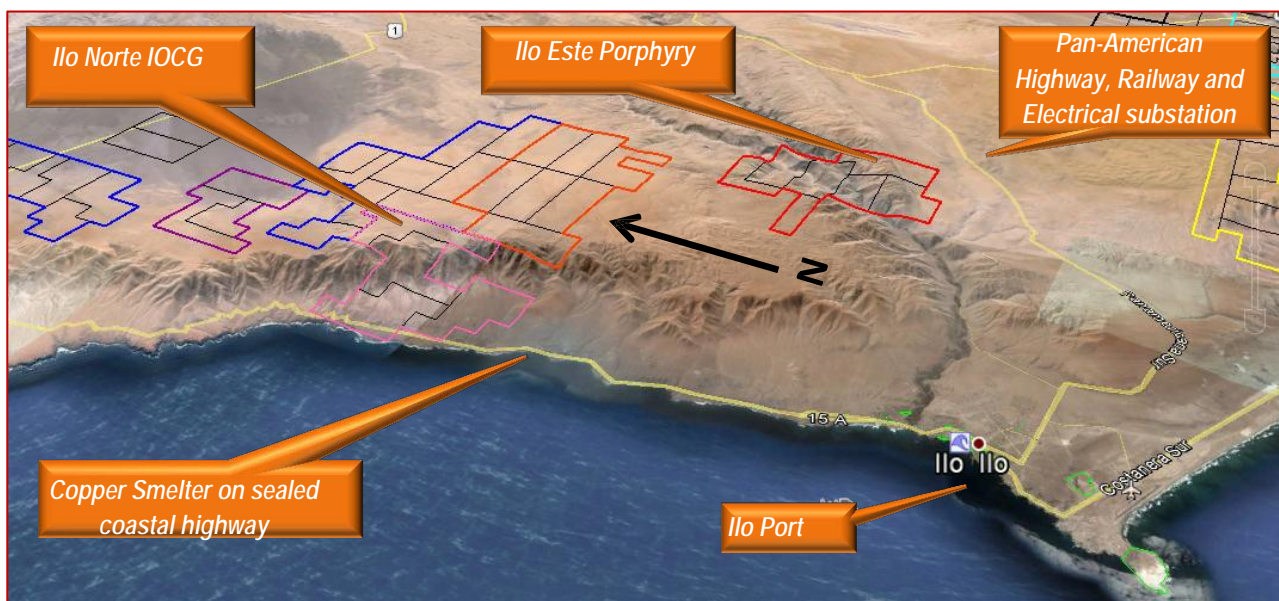 Ilo Norte IOCG
1
Ilo Este Porphyry
Pan-American
Highway, Railway and
Electrical substation
N
15 A
Ilo Ilo
Costanera Sur
Copper Smelter on sealed
coastal highway
Ilo Port